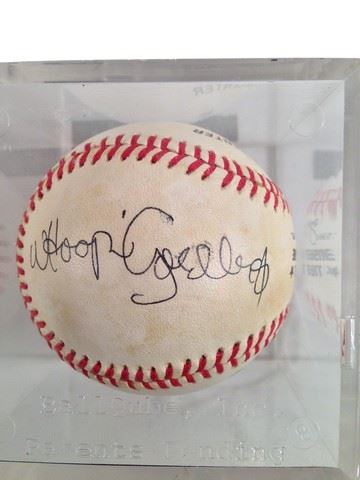 Whoopi Goldberg
BallQube, Inc.
Patents Pending